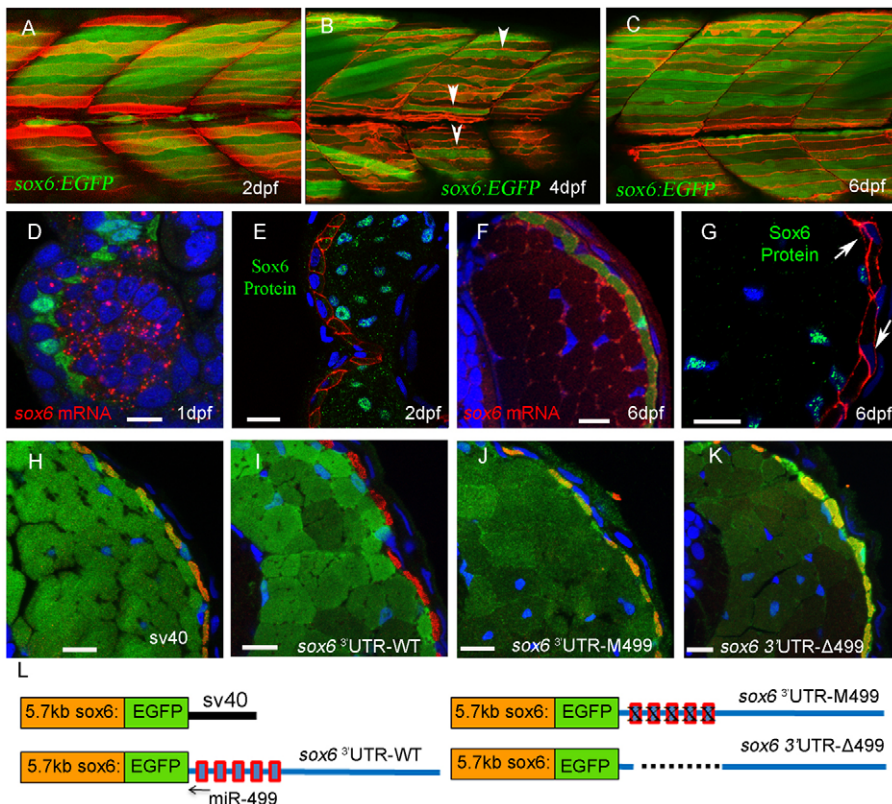 A
sox6:EGFP
2dpf
B
sox6:EGFP
4dpf
C
sox6:EGFP
6dpf
D
sox6 mRNA
1dpf
E
Sox6
Protein
2dpf
F
sox6 mRNA
6dpf
G
Sox6
Protein
6dpf
H
sv40
I
sox6 3'UTR-WT
J
sox6 3'UTR-M499
K
sox6 3'UTR-Δ499
L
5.7kb sox6: EGFP sv40
5.7kb sox6: EGFP sox6 3'UTR-WT
miR-499
5.7kb sox6: EGFP sox6 3'UTR-M499
5.7kb sox6: EGFP sox6 3'UTR-Δ499